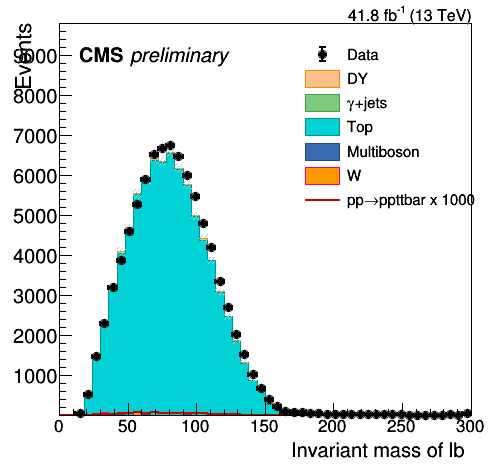 41.8 fb⁻¹ (13 TeV)
Events
CMS preliminary
Data
DY
γ+jets
Top
Multiboson
W
pp→ppttbar x 1000
9000
8000
7000
6000
5000
4000
3000
2000
1000
0 50 100 150 200 250 300
Invariant mass of lb